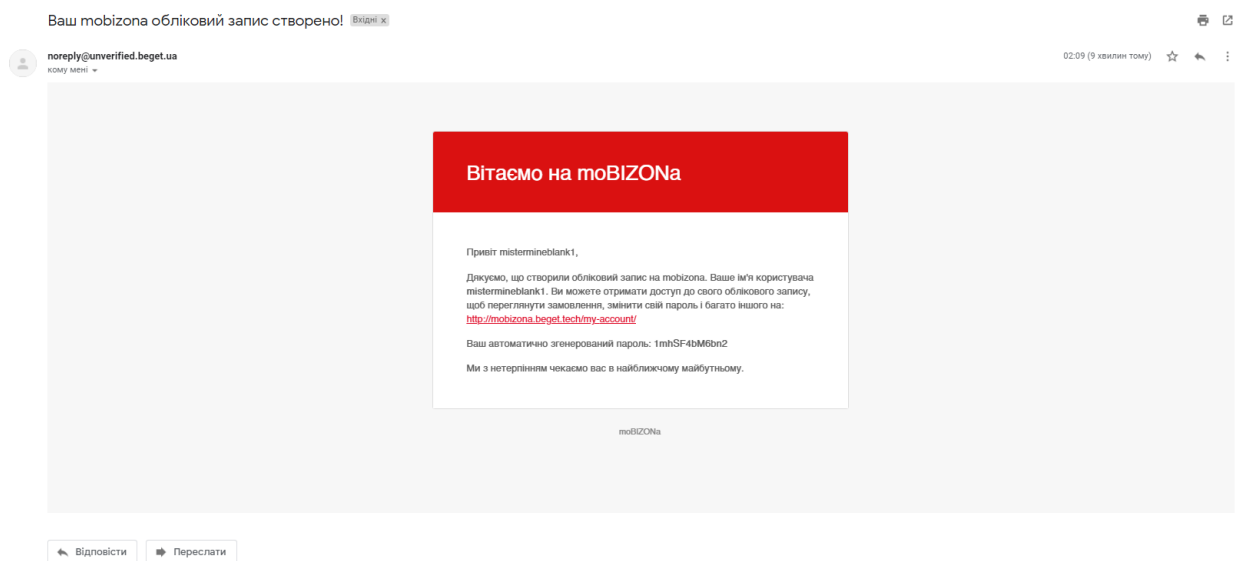 Ваш mobizona обліковий запис створено! Вхідні x
noreply@unverified.beget.ua
02:09 (9 хвилин тому)
кому мені
Вітаємо на moBIZONa
Привіт mistermineblank1,
Дякуємо, що створили обліковий запис на mobizona. Ваше ім'я користувача
mistermineblank1. Ви можете отримати доступ до свого облікового запису,
щоб переглянути замовлення, змінити свій пароль і багато іншого на:
http://mobizona.beget.tech/my-account/
Ваш автоматично згенерований пароль: 1mhSF4bM6bn2
Ми з нетерпінням чекаємо вас в найближчому майбутньому.
moBIZONa
Відповісти
Переслати